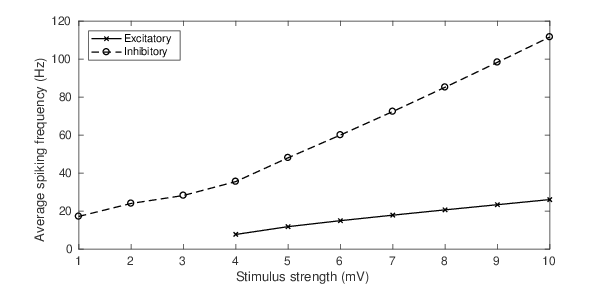 120
100
80
60
40
20
0
Average spiking frequency (Hz)
Excitatory
Inhibitory
1 2 3 4 5 6 7 8 9 10
Stimulus strength (mV)